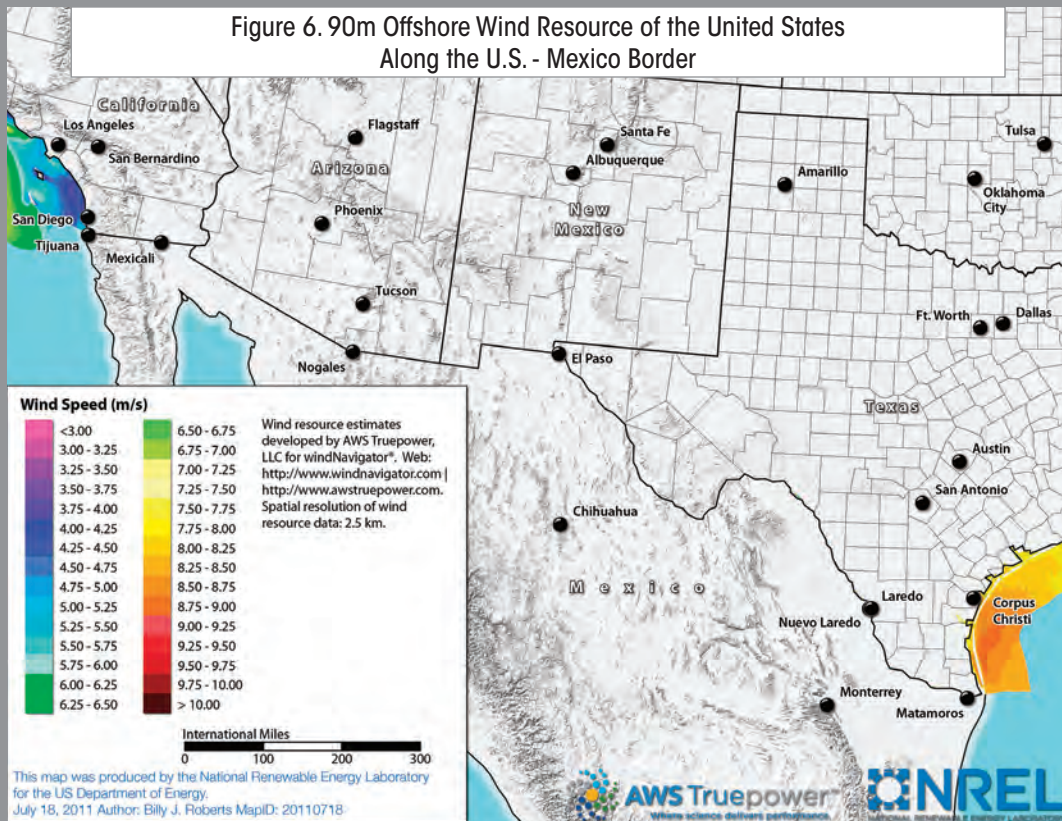 Figure 6. 90m Offshore Wind Resource of the United States
Along the U.S. - Mexico Border
California
Los Angeles
San Bernardino
San Diego
Tijuana
Mexicali
Flagstaff
Arizona
Phoenix
Tucson
Nogales
Santa Fe
Albuquerque
New
Mexico
El Paso
Amarillo
Tulsa
Oklahoma
City
Ft. Worth
Dallas
Texas
Austin
San Antonio
Chihuahua
Mexico
Laredo
Nuevo Laredo
Corpus
Christi
Monterrey
Matamoros
Wind Speed (m/s)
<3.00
3.00 - 3.25
3.25 - 3.50
3.50 - 3.75
3.75 - 4.00
4.00 - 4.25
4.25 - 4.50
4.50 - 4.75
4.75 - 5.00
5.00 - 5.25
5.25 - 5.50
5.50 - 5.75
5.75 - 6.00
6.00 - 6.25
6.25 - 6.50
6.50 - 6.75
6.75 - 7.00
7.00 - 7.25
7.25 - 7.50
7.50 - 7.75
7.75 - 8.00
8.00 - 8.25
8.25 - 8.50
8.50 - 8.75
8.75 - 9.00
9.00 - 9.25
9.25 - 9.50
9.50 - 9.75
9.75 - 10.00
> 10.00
Wind resource estimates
developed by AWS Truepower,
LLC for windNavigator®. Web:
http://www.windnavigator.com |
http://www.awstruepower.com.
Spatial resolution of wind
resource data: 2.5 km.
International Miles
0 100 200 300
This map was produced by the National Renewable Energy Laboratory
for the US Department of Energy.
July 18, 2011 Author: Billy J. Roberts MapID: 20110718
AWS Truepower™
Where science delivers performance.
NREL
NATIONAL RENEWABLE ENERGY LABORATORY